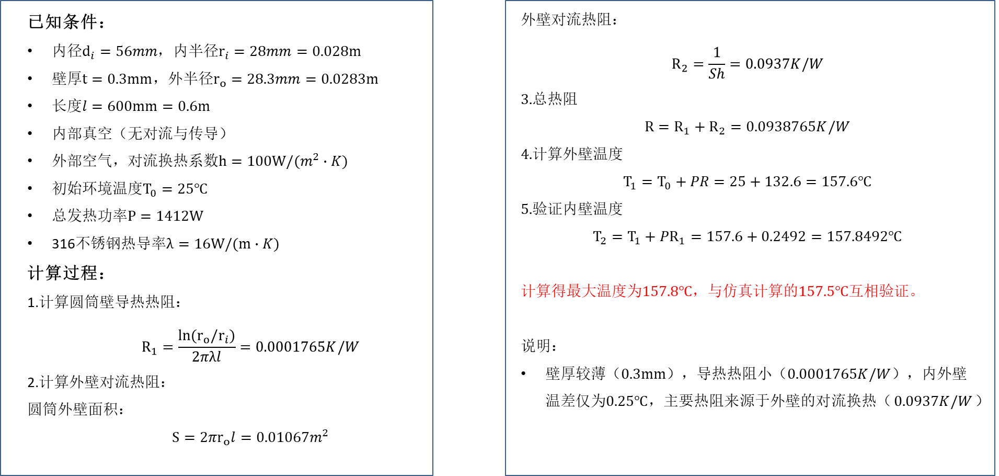 已知条件：
• 内径d_i = 56mm，内半径r_i = 28mm = 0.028m
• 壁厚t = 0.3mm，外半径r_o = 28.3mm = 0.0283m
• 长度l = 600mm = 0.6m
• 内部真空（无对流与传导）
• 外部空气，对流换热系数h = 100W/(m² · K)
• 初始环境温度T₀ = 25℃
• 总发热功率P = 1412W
• 316不锈钢热导率λ = 16W/(m · K)
计算过程：
1.计算圆筒壁导热热阻：
R₁ = ln(r_o/r_i) / 2πλl = 0.0001765K/W
2.计算外壁对流热阻：
圆筒外壁面积：
S = 2πr_o l = 0.01067m²
外壁对流热阻：
R₂ = 1 / Sh = 0.0937K/W
3.总热阻
R = R₁ + R₂ = 0.0938765K/W
4.计算外壁温度
T₁ = T₀ + PR = 25 + 132.6 = 157.6℃
5.验证内壁温度
T₂ = T₁ + PR₁ = 157.6 + 0.2492 = 157.8492℃
计算得最大温度为157.8℃，与仿真计算的157.5℃互相验证。
说明：
• 壁厚较薄（0.3mm），导热热阻小（0.0001765K/W），内外壁
温差仅为0.25℃，主要热阻来源于外壁的对流换热（0.0937K/W）